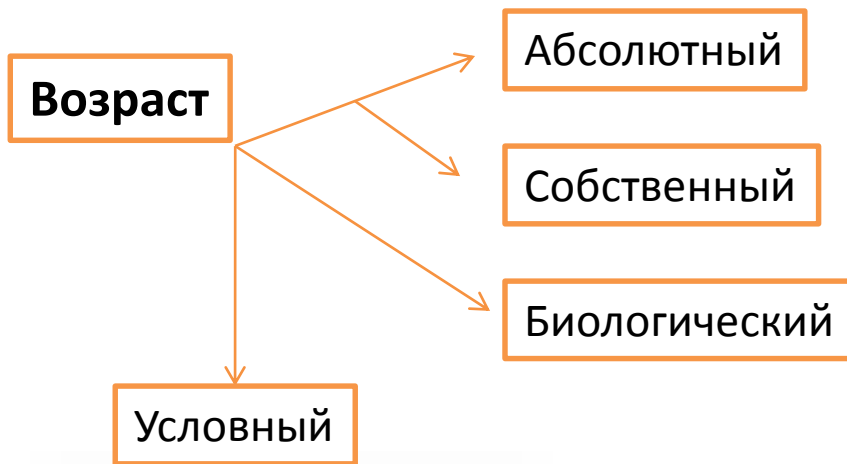 Возраст
Абсолютный
Собственный
Биологический
Условный